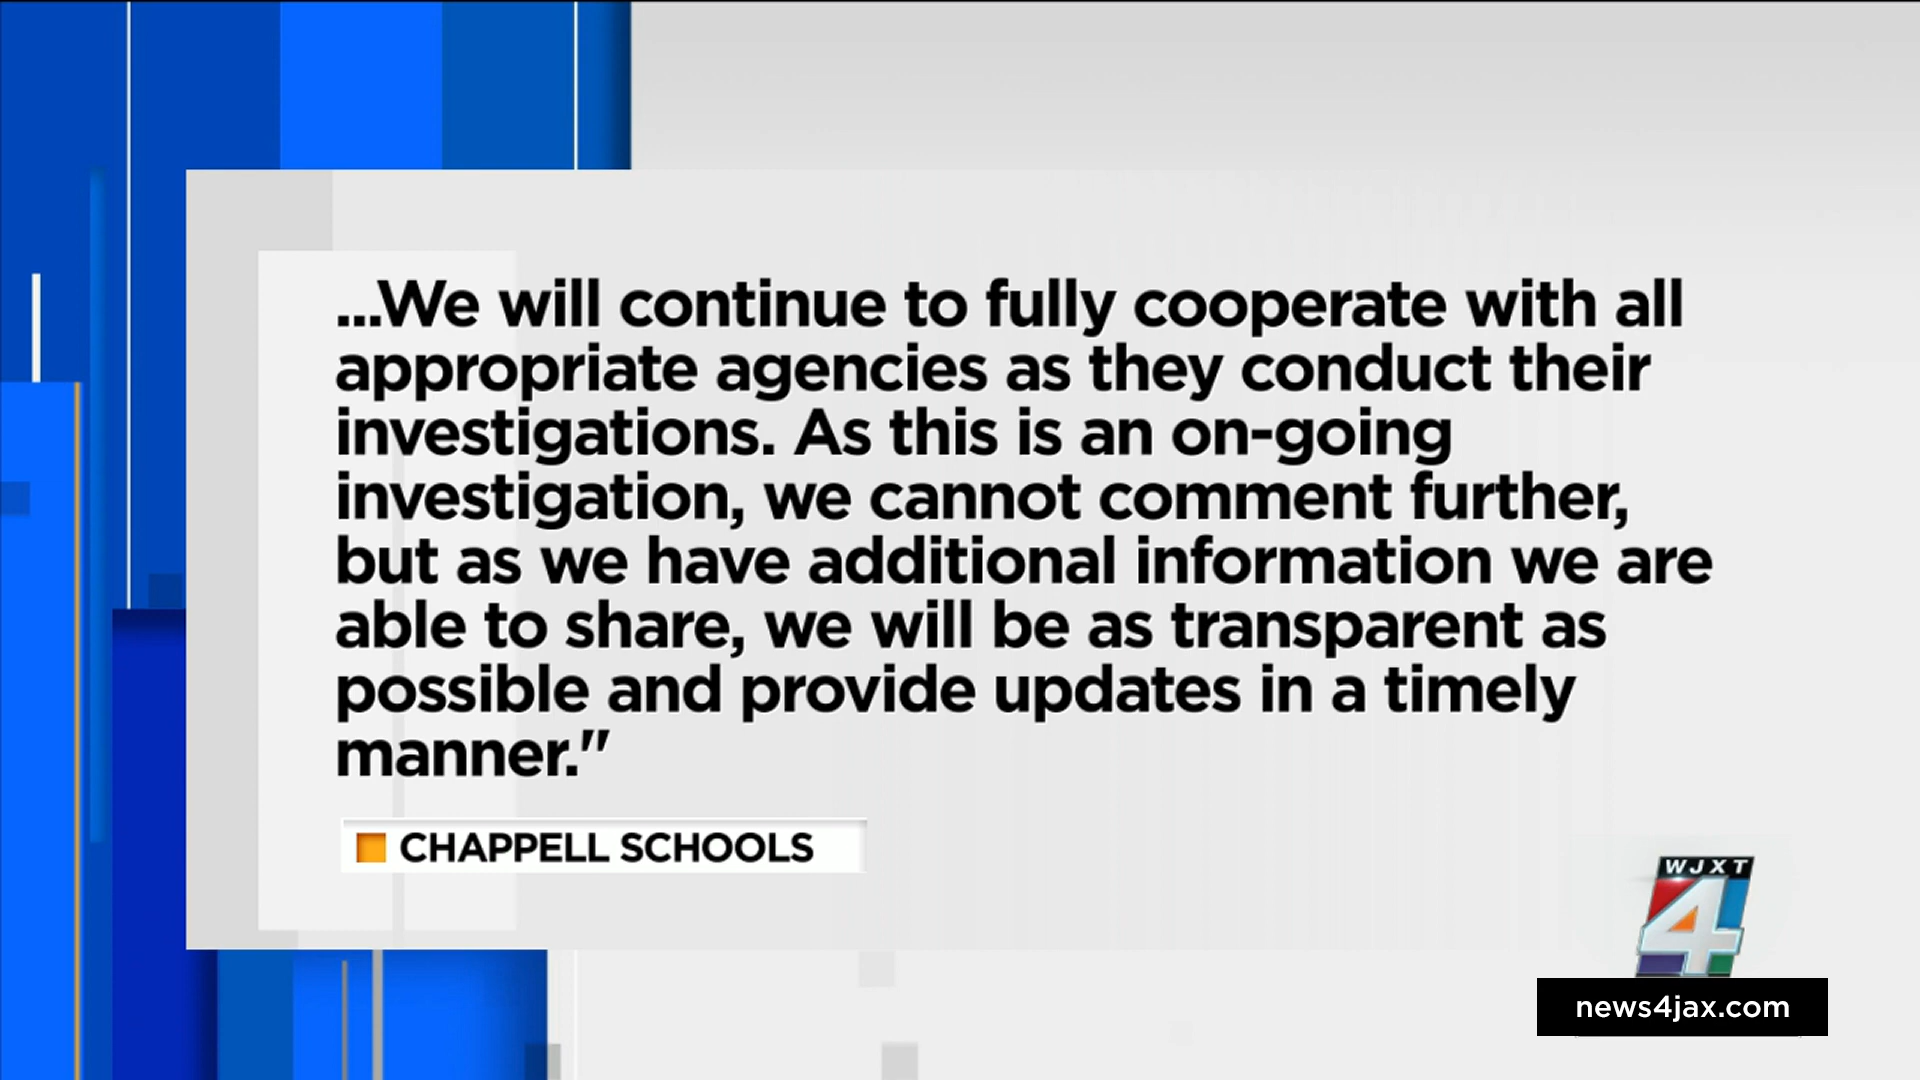 ...We will continue to fully cooperate with all
appropriate agencies as they conduct their
investigations. As this is an on-going
investigation, we cannot comment further,
but as we have additional information we are
able to share, we will be as transparent as
possible and provide updates in a timely
manner."
CHAPPELL SCHOOLS
WJXT
4
news4jax.com